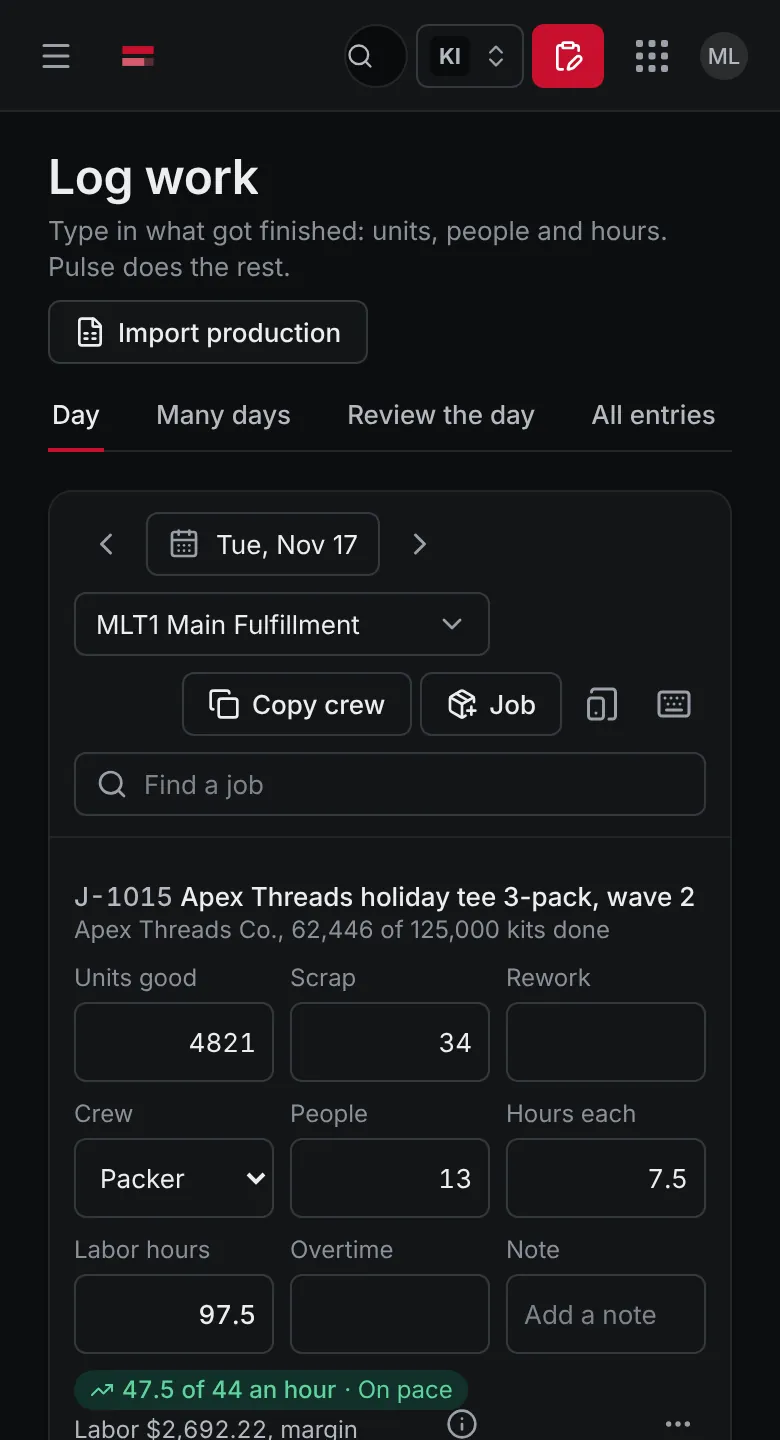 KI
ML
Log work
Type in what got finished: units, people and hours.
Pulse does the rest.
Import production
Day Many days Review the day All entries
Tue, Nov 17
MLT1 Main Fulfillment
Copy crew Job
Find a job
J-1015 Apex Threads holiday tee 3-pack, wave 2
Apex Threads Co., 62,446 of 125,000 kits done
Units good Scrap Rework
4821 34
Crew People Hours each
Packer 13 7.5
Labor hours Overtime Note
97.5 Add a note
47.5 of 44 an hour · On pace
Labor $2,692.22, margin